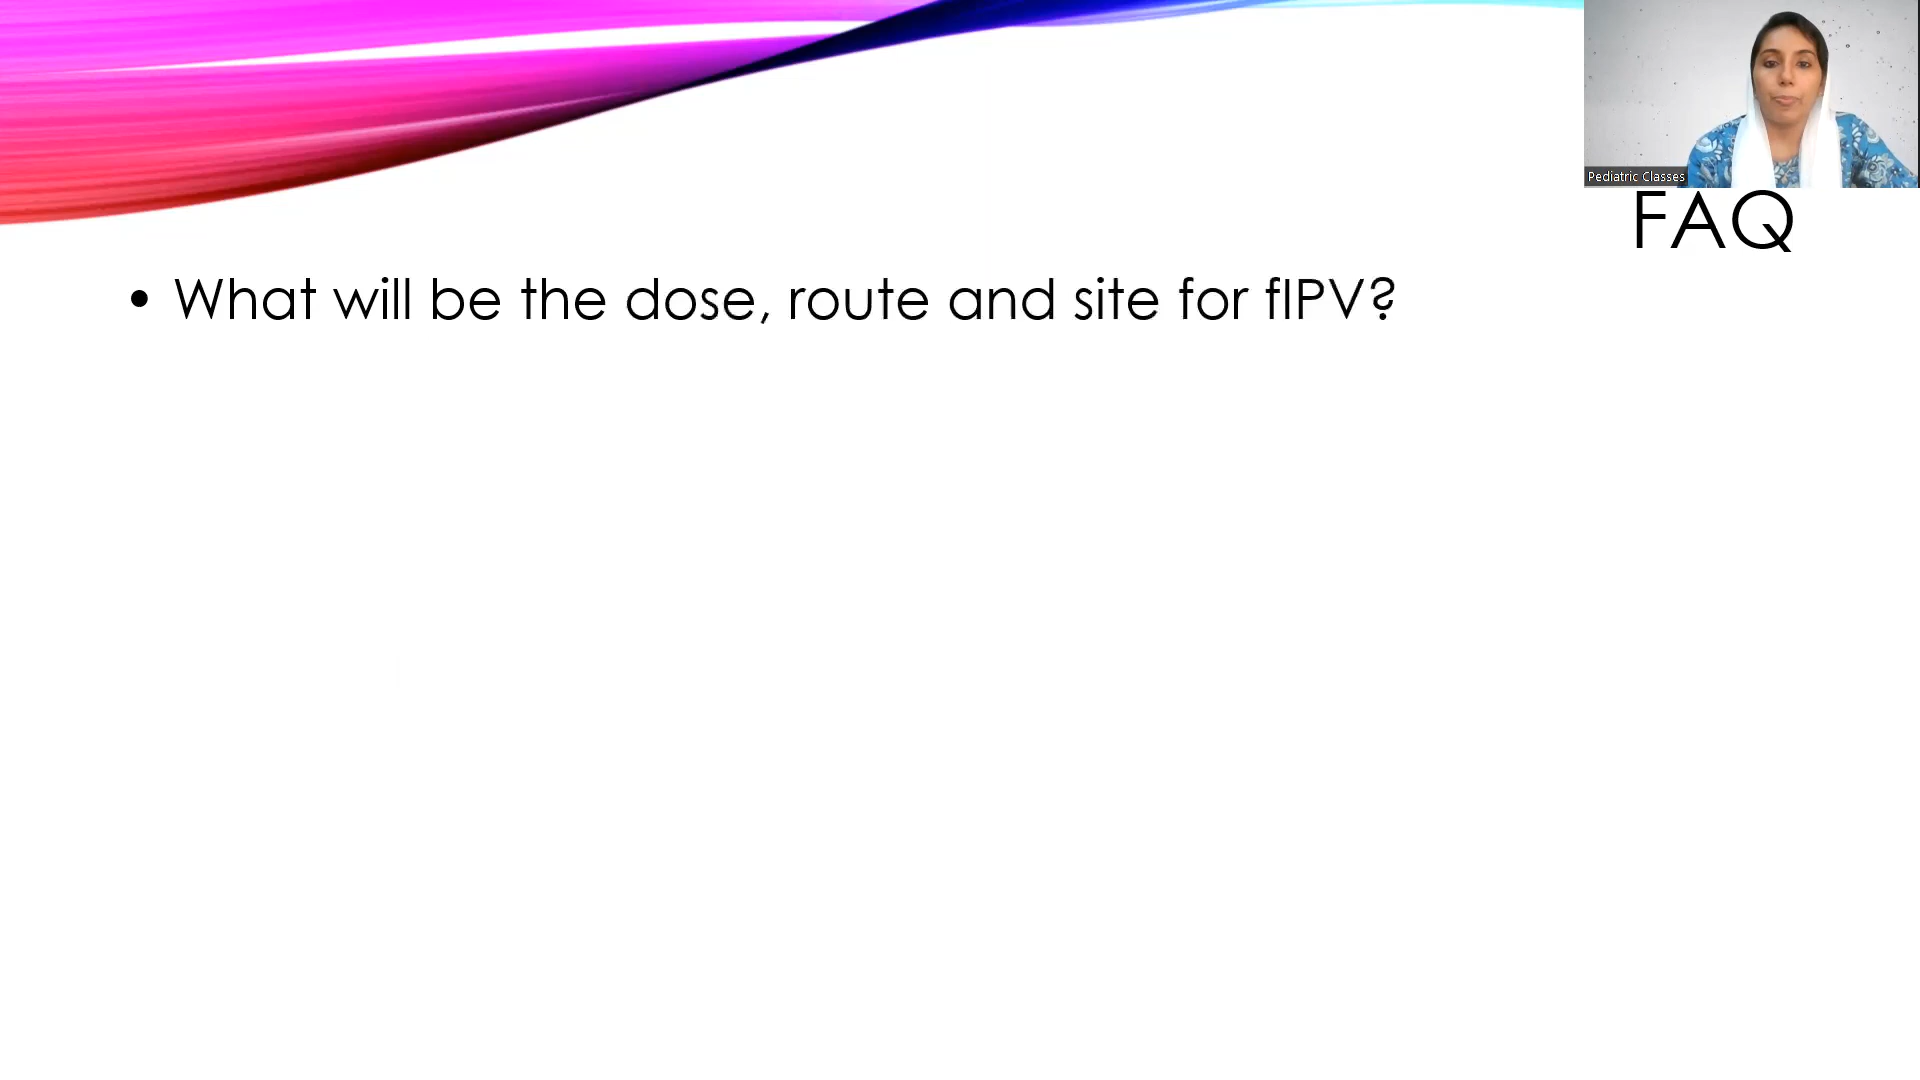 Pediatric Classes
FAQ
• What will be the dose, route and site for fIPV?